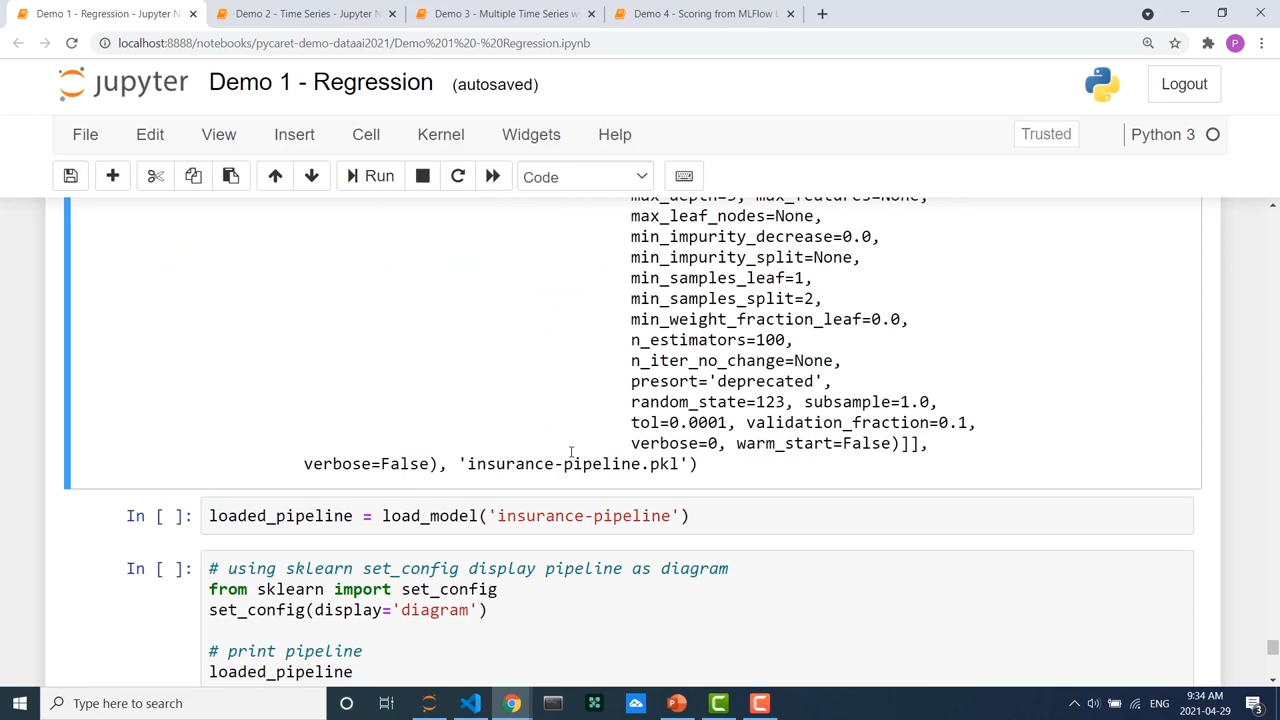 Demo 1 - Regression - Jupyter N
Demo 2 - Time Series - Jupyter N
Demo 3 - Multiple Time Series w
Demo 4 - Scoring from MLFlow L
localhost:8888/notebooks/pycaret-demo-dataai2021/Demo%201%20-%20Regression.ipynb
P
jupyter Demo 1 - Regression (autosaved)
Logout
File Edit View Insert Cell Kernel Widgets Help
Trusted
Python 3
Run
Code
max_leaf_nodes=None,
min_impurity_decrease=0.0,
min_impurity_split=None,
min_samples_leaf=1,
min_samples_split=2,
min_weight_fraction_leaf=0.0,
n_estimators=100,
n_iter_no_change=None,
presort='deprecated',
random_state=123, subsample=1.0,
tol=0.0001, validation_fraction=0.1,
verbose=0, warm_start=False)]],
verbose=False), 'insurance-pipeline.pkl')
In [ ]: loaded_pipeline = load_model('insurance-pipeline')
In [ ]: # using sklearn set_config display pipeline as diagram
from sklearn import set_config
set_config(display='diagram')
# print pipeline
loaded_pipeline
Type here to search
ENG
9:34 AM
2021-04-29
3